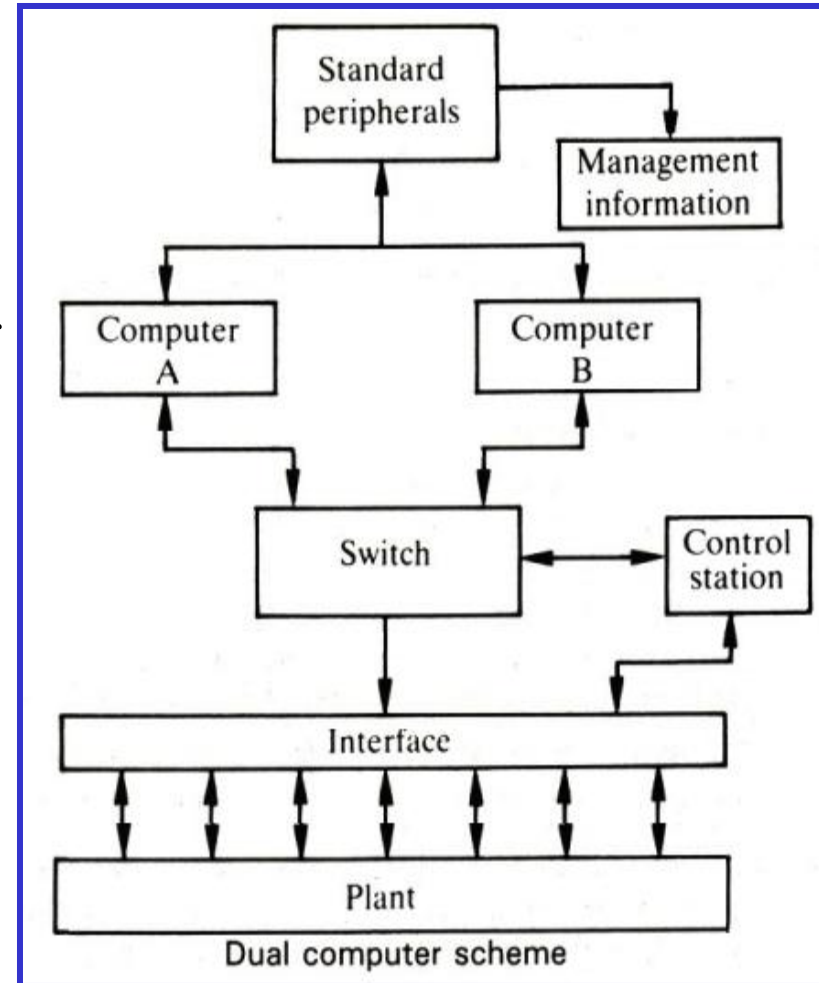 Standard
peripherals
Management
information
Computer
A
Computer
B
Switch
Control
station
Interface
Plant
Dual computer scheme